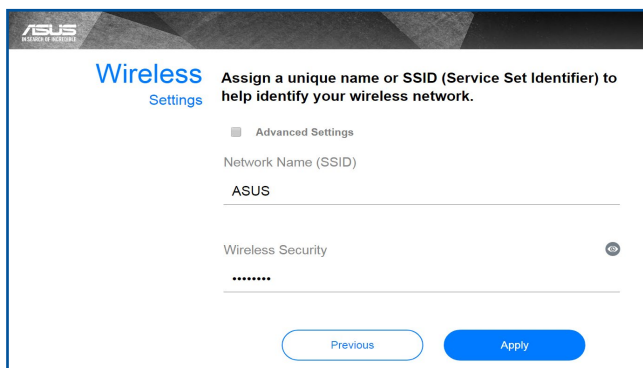 ASUS
IN SEARCH OF INCREDIBLE
Wireless
Settings
Assign a unique name or SSID (Service Set Identifier) to
help identify your wireless network.
Advanced Settings
Network Name (SSID)
ASUS
Wireless Security
••••••••
Previous
Apply